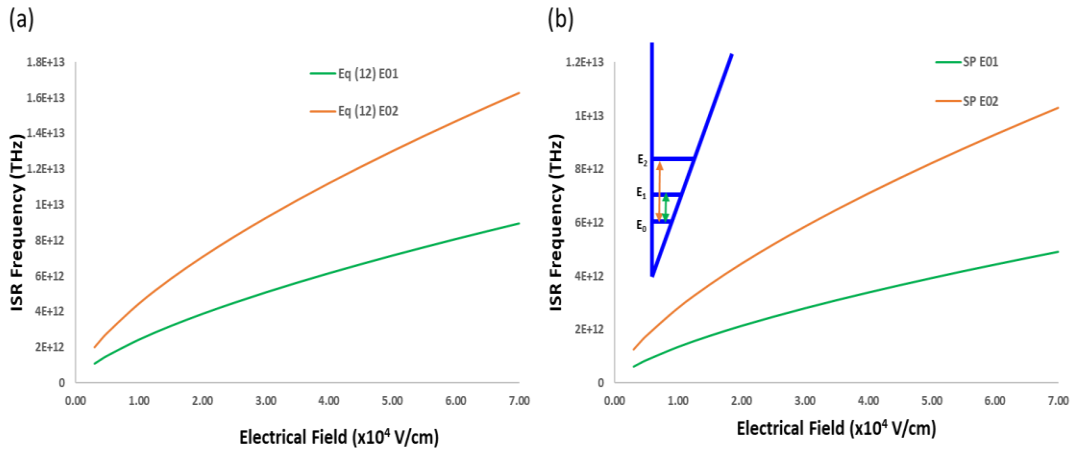 (a)
1.8E+13
1.6E+13
1.4E+13
1.2E+13
1E+13
8E+12
6E+12
4E+12
2E+12
0
ISR Frequency (THz)
Eq (12) E01
Eq (12) E02
0.00 1.00 2.00 3.00 4.00 5.00 6.00 7.00
Electrical Field (x10⁴ V/cm)
(b)
1.2E+13
1E+13
8E+12
6E+12
4E+12
2E+12
0
ISR Frequency (THz)
SP E01
SP E02
E₂
E₁
E₀
0.00 1.00 2.00 3.00 4.00 5.00 6.00 7.00
Electrical Field (x10⁴ V/cm)